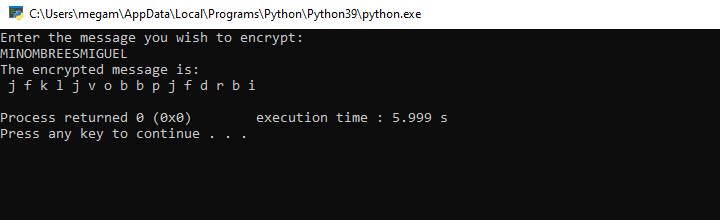 C:\Users\megam\AppData\Local\Programs\Python\Python39\python.exe
Enter the message you wish to encrypt:
MINOMBREESMIGUEL
The encrypted message is:
j f k l j v o b b p j f d r b i
Process returned 0 (0x0)        execution time : 5.999 s
Press any key to continue . . .